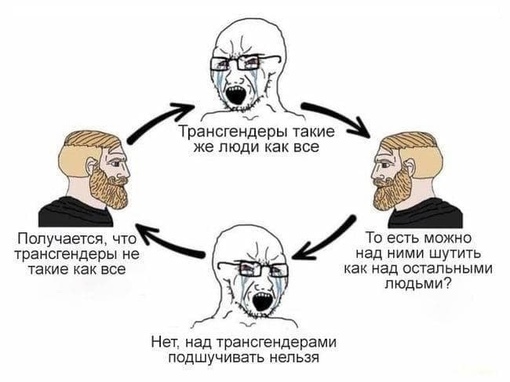 Трансгендеры такие
же люди как все
То есть можно
над ними шутить
как над остальными
людьми?
Нет, над трансгендерами
подшучивать нельзя
Получается, что
трансгендеры не
такие как все